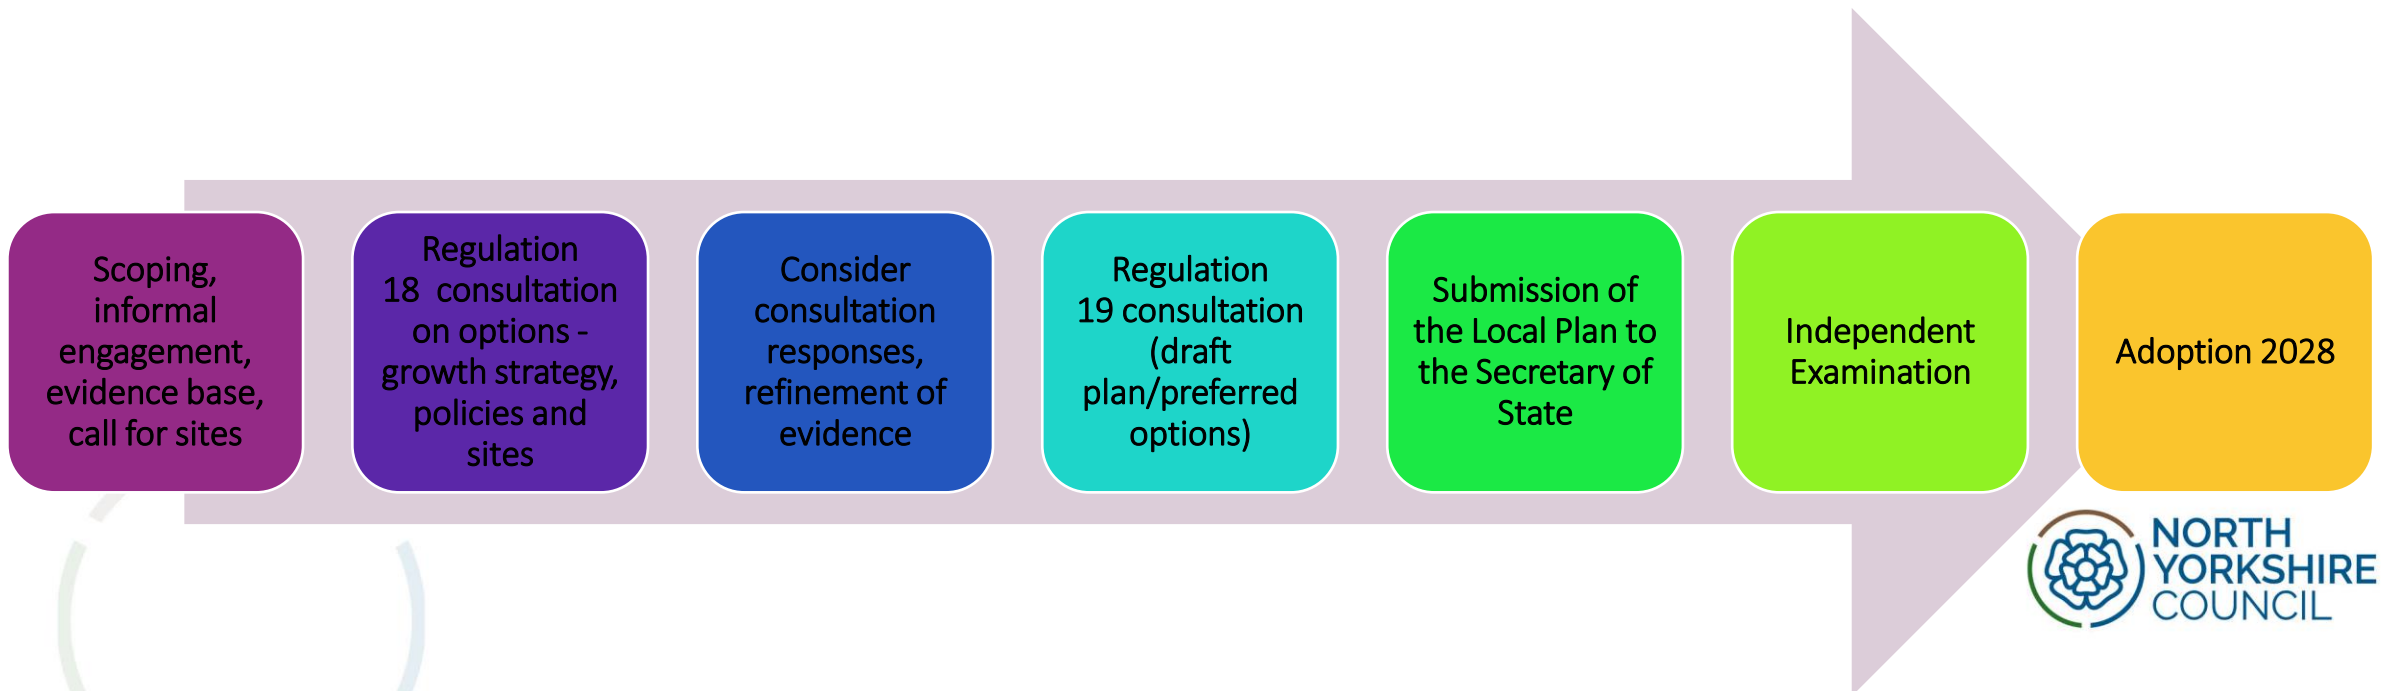 Scoping,
informal
engagement,
evidence base,
call for sites
Regulation
18  consultation
on options -
growth strategy,
policies and
sites
Consider
consultation
responses,
refinement of
evidence
Regulation
19 consultation
(draft
plan/preferred
options)
Submission of
the Local Plan to
the Secretary of
State
Independent
Examination
Adoption 2028
NORTH
YORKSHIRE
COUNCIL